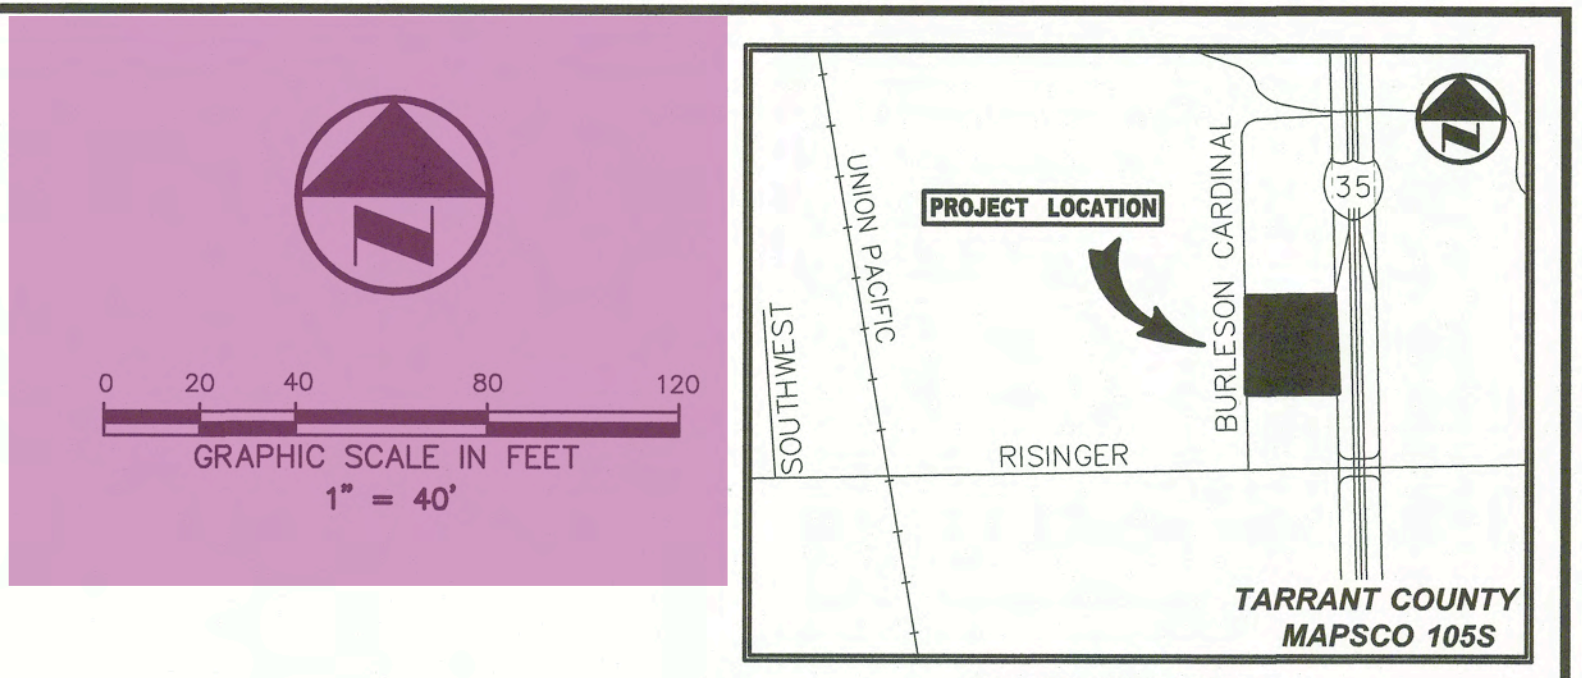 N
0 20 40 80 120
GRAPHIC SCALE IN FEET
1" = 40'
N
35
PROJECT LOCATION
UNION PACIFIC
SOUTHWEST
BURLESON CARDINAL
RISINGER
TARRANT COUNTY
MAPSCO 105S